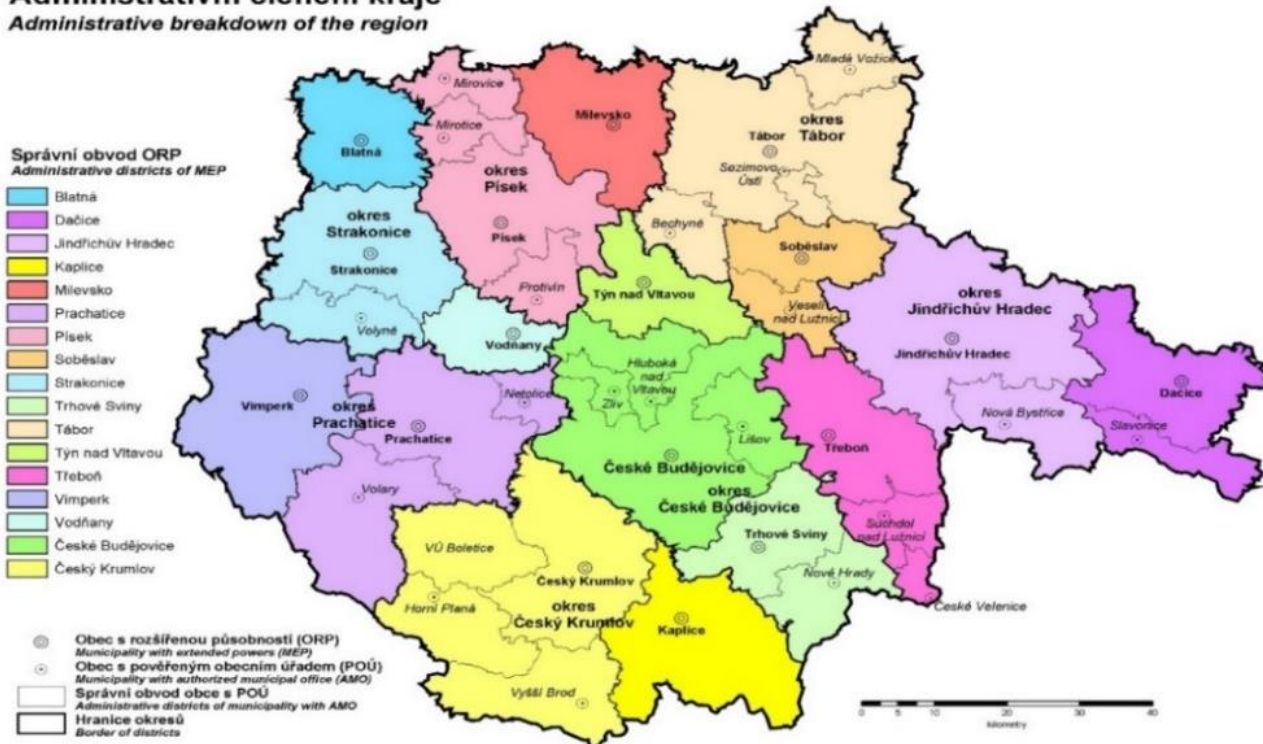 Administrativní členění kraje
Administrative breakdown of the region
Správní obvod ORP
Administrative districts of MEP
Blatná
Dačice
Jindřichův Hradec
Kaplice
Milevsko
Prachatice
Písek
Soběslav
Strakonice
Trhové Sviny
Tábor
Týn nad Vltavou
Třeboň
Vimperk
Vodňany
České Budějovice
Český Krumlov
Obec s rozšířenou působností (ORP)
Municipality with extended powers (MEP)
Obec s pověřeným obecním úřadem (POÚ)
Municipality with authorized municipal office (AMO)
Správní obvod obce s POÚ
Administrative districts of municipality with AMO
Hranice okresů
Border of districts
Mladá Vožice
Mirovice
Milevsko
Mirotice
Blatná
okres
Tábor
Tábor
Sezimovo
Ústí
okres
Písek
Písek
Bechyně
okres
Strakonice
Strakonice
Soběslav
Protivín
Týn nad Vltavou
Veselí
nad Lužnicí
okres
Jindřichův Hradec
Jindřichův Hradec
Volyně
Vodňany
Hluboká
nad
Vltavou
Zliv
Dačice
Vimperk
okres
Prachatice
Prachatice
Netolice
Nová Bystřice
Slavonice
Lišov
Třeboň
České Budějovice
okres
České Budějovice
Volary
Suchdol
nad Lužnicí
Trhové Sviny
VÚ Boletice
Český Krumlov
Nové Hrady
České Velenice
Horní Planá
okres
Český Krumlov
Kaplice
Vyšší Brod
0 5 10 20 30 40
kilometry